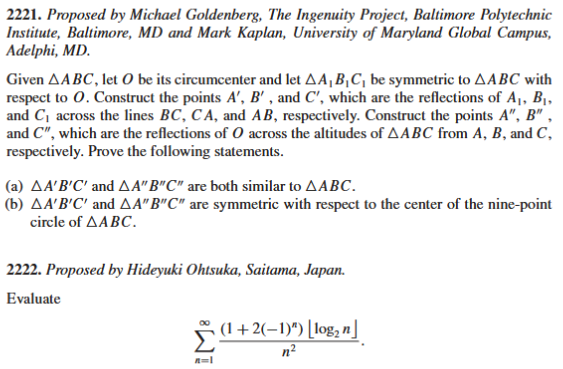 2221. Proposed by Michael Goldenberg, The Ingenuity Project, Baltimore Polytechnic
Institute, Baltimore, MD and Mark Kaplan, University of Maryland Global Campus,
Adelphi, MD.
Given △ABC, let O be its circumcenter and let △A₁B₁C₁ be symmetric to △ABC with
respect to O. Construct the points A′, B′ , and C′, which are the reflections of A₁, B₁,
and C₁ across the lines BC, CA, and AB, respectively. Construct the points A″, B″ ,
and C″, which are the reflections of O across the altitudes of △ABC from A, B, and C,
respectively. Prove the following statements.
(a) △A′B′C′ and △A″B″C″ are both similar to △ABC.
(b) △A′B′C′ and △A″B″C″ are symmetric with respect to the center of the nine-point
circle of △ABC.
2222. Proposed by Hideyuki Ohtsuka, Saitama, Japan.
Evaluate
∑_{n=1}^{∞} (1 + 2(−1)ⁿ) ⌊log₂ n⌋ / n² .